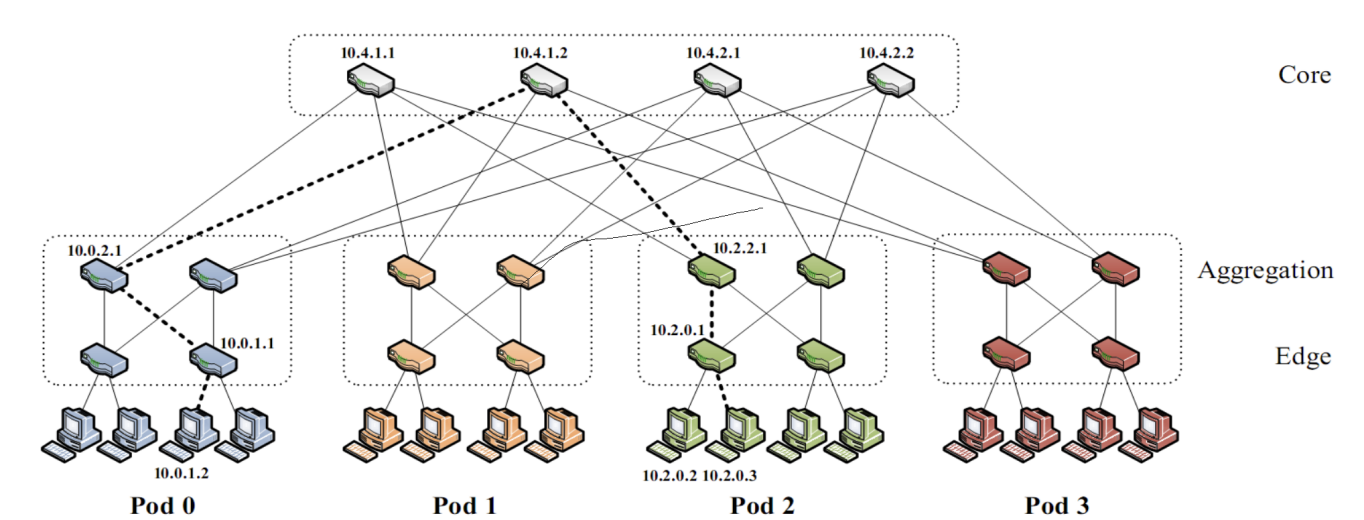 10.4.1.1 10.4.1.2 10.4.2.1 10.4.2.2
Core
10.0.2.1 10.2.2.1
Aggregation
10.0.1.1 10.2.0.1
Edge
10.0.1.2 10.2.0.2 10.2.0.3
Pod 0 Pod 1 Pod 2 Pod 3